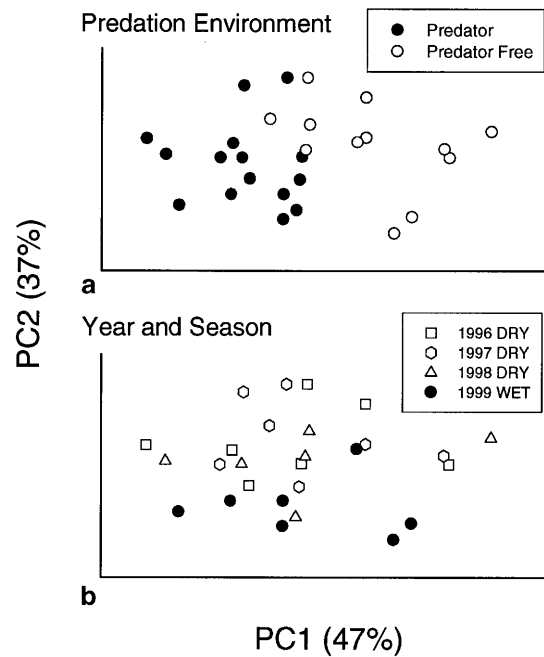 Predation Environment
Predator
Predator Free
a
PC2 (37%)
Year and Season
1996 DRY
1997 DRY
1998 DRY
1999 WET
b
PC1 (47%)